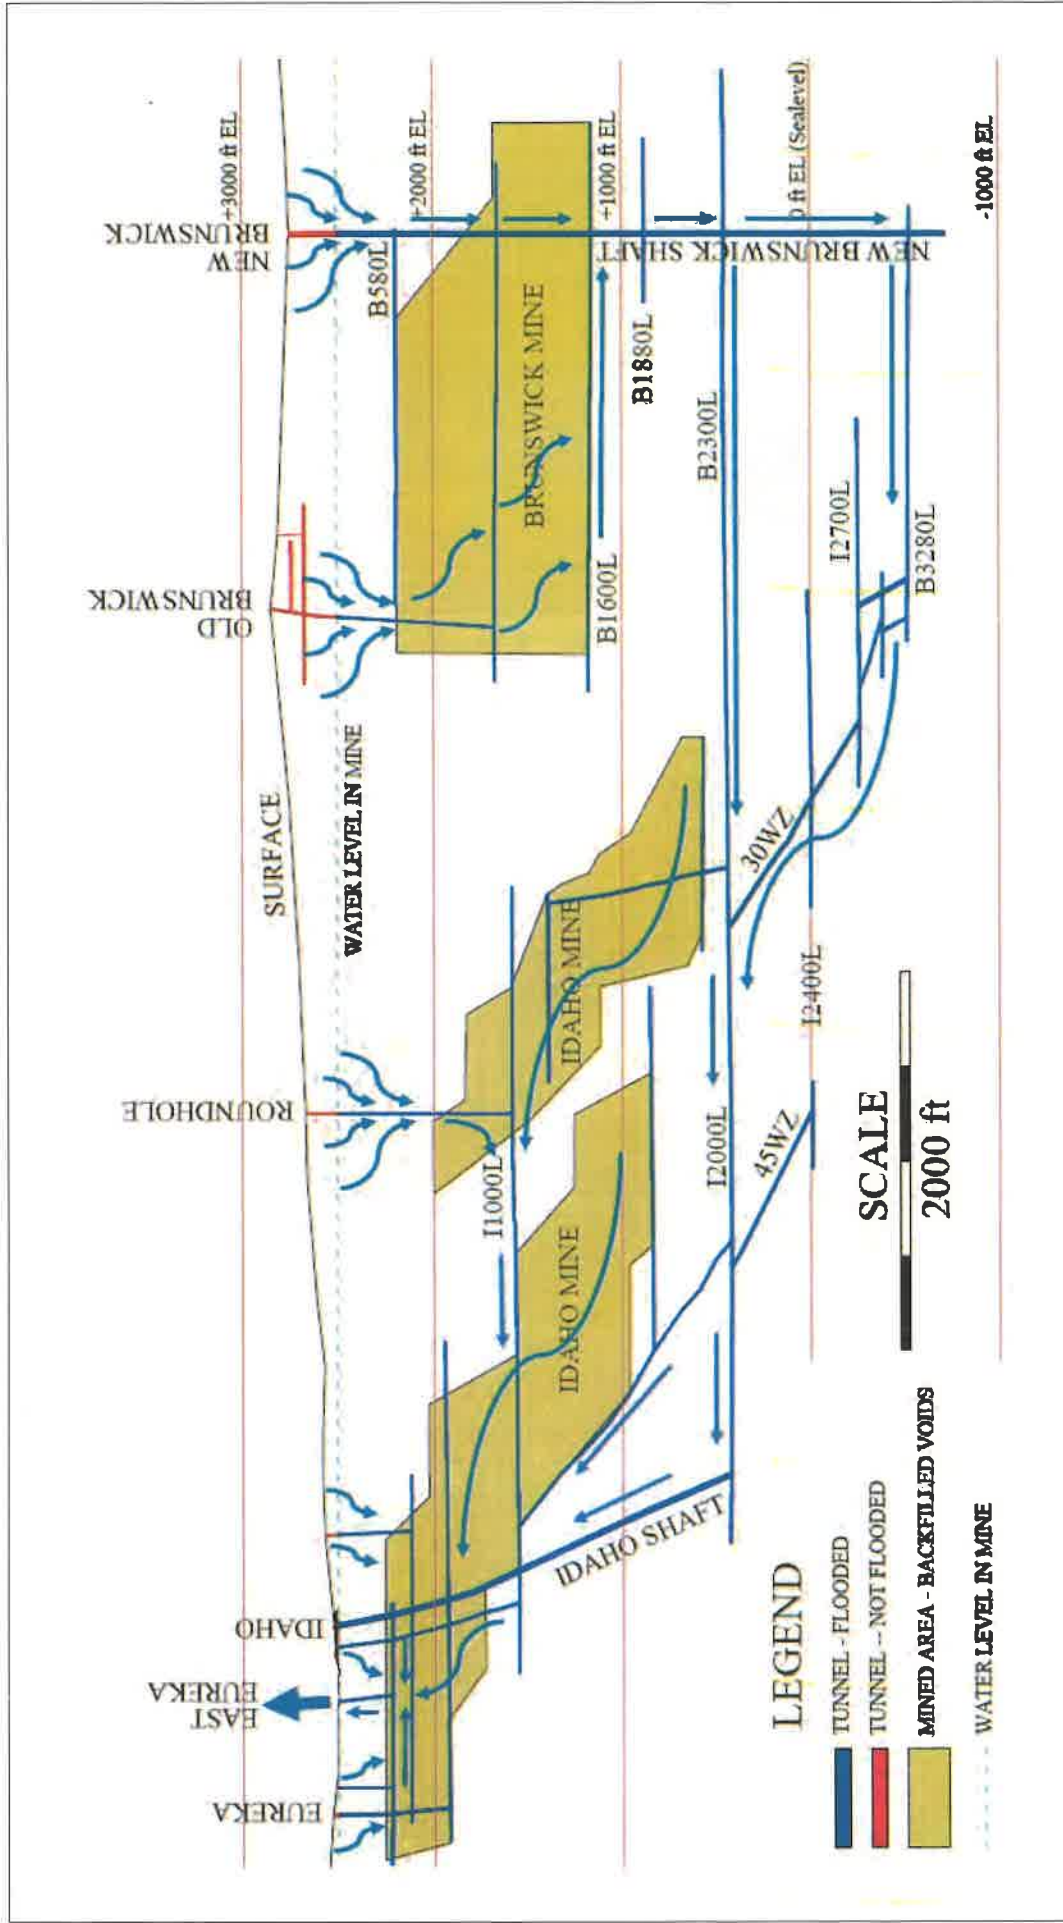 EUREKA
EAST
EUREKA
IDAHO
ROUNDHOLE
OLD
BRUNSWICK
NEW
BRUNSWICK
SURFACE
WATER LEVEL IN MINE
+3000 ft EL
+2000 ft EL
+1000 ft EL
0 ft EL (Sealevel)
-1000 ft EL
B580L
BRUNSWICK MINE
B1600L
NEW BRUNSWICK SHAFT
B1880L
B2300L
I2700L
B3280L
IDAHO MINE
I1000L
IDAHO MINE
30WZ
I2000L
I2400L
45WZ
IDAHO SHAFT
SCALE
2000 ft
LEGEND
TUNNEL - FLOODED
TUNNEL -- NOT FLOODED
MINED AREA - BACKFILLED VOIDS
WATER LEVEL IN MINE